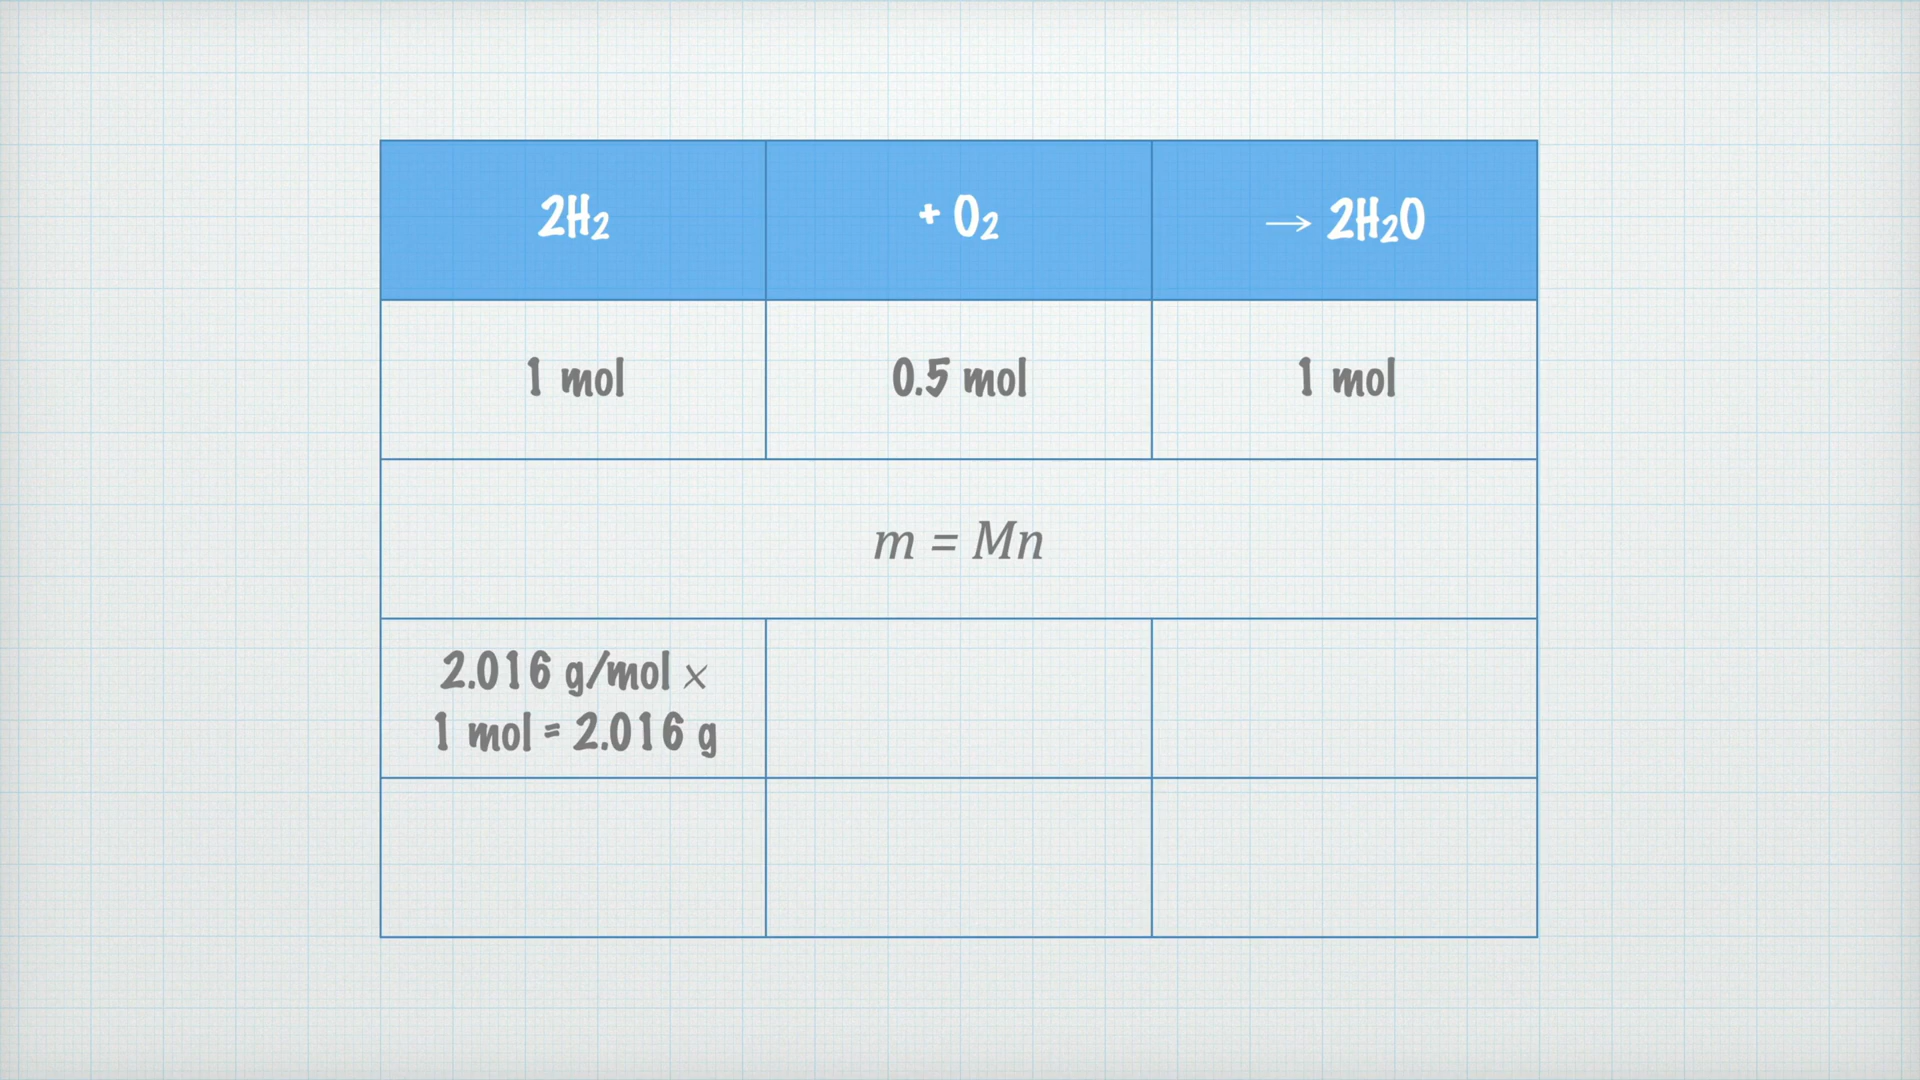 2H₂
+ O₂
→ 2H₂O
1 mol
0.5 mol
1 mol
m = Mn
2.016 g/mol ×
1 mol = 2.016 g